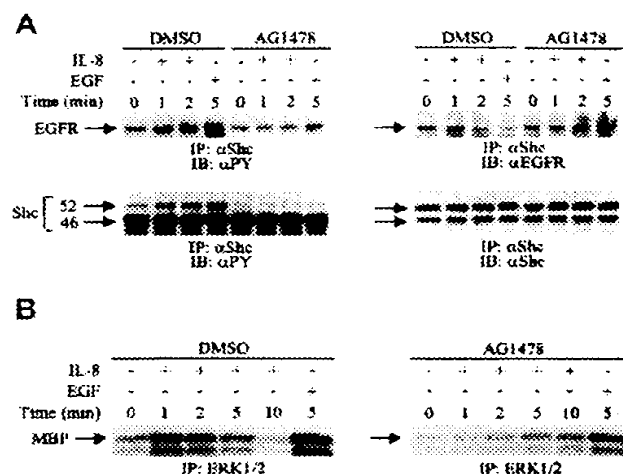 A
DMSO AG1478 DMSO AG1478
IL-8 - + + - - + + - - + + - - + + -
EGF - - - + - - - + - - - + - - - +
Time (min) 0 1 2 5 0 1 2 5 0 1 2 5 0 1 2 5
EGFR
IP: αShc IP: αShc
IB: αPY IB: αEGFR
Shc 52
46
IP: αShc IP: αShc
IB: αPY IB: αShc
B
DMSO AG1478
IL-8 - + + + + - - + + + + -
EGF - - - - - + - - - - - +
Time (min) 0 1 2 5 10 5 0 1 2 5 10 5
MBP
IP: ERK1/2 IP: ERK1/2